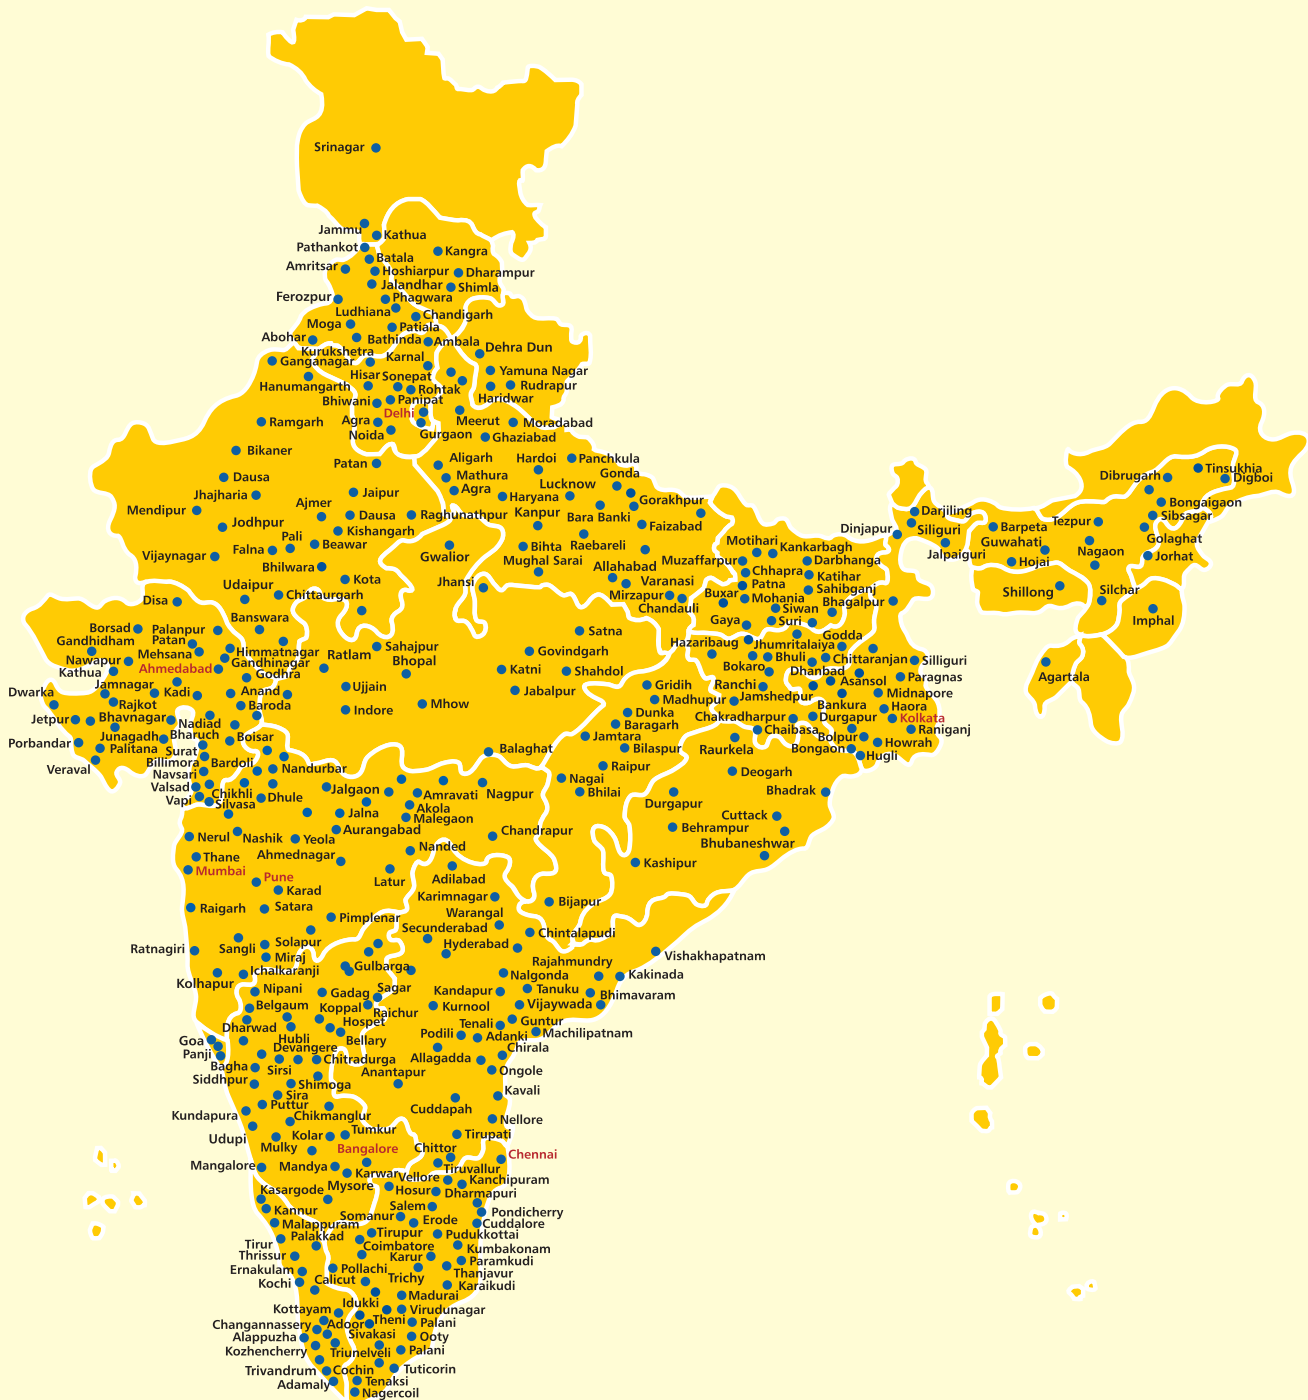 Srinagar
Jammu
Kathua
Pathankot
Batala
Kangra
Amritsar
Hoshiarpur
Dharampur
Jalandhar
Shimla
Ferozpur
Phagwara
Ludhiana
Chandigarh
Moga
Patiala
Abohar
Bathinda
Ambala
Dehra Dun
Kurukshetra
Ganganagar
Karnal
Yamuna Nagar
Hisar
Sonepat
Hanumangarth
Rohtak
Rudrapur
Bhiwani
Panipat
Haridwar
Delhi
Ramgarh
Agra
Meerut
Moradabad
Noida
Gurgaon
Ghaziabad
Bikaner
Patan
Aligarh
Hardoi
Panchkula
Dausa
Mathura
Gonda
Tinsukhia
Dibrugarh
Digboi
Jhajharia
Jaipur
Agra
Lucknow
Haryana
Gorakhpur
Ajmer
Bongaigaon
Mendipur
Dausa
Raghunathpur
Kanpur
Bara Banki
Darjiling
Sibsagar
Jodhpur
Faizabad
Dinjapur
Siliguri
Barpeta
Tezpur
Kishangarh
Pali
Golaghat
Falna
Beawar
Gwalior
Bihta
Raebareli
Motihari
Kankarbagh
Jalpaiguri
Guwahati
Nagaon
Jorhat
Vijaynagar
Mughal Sarai
Muzaffarpur
Darbhanga
Hojai
Bhilwara
Allahabad
Chhapra
Katihar
Udaipur
Kota
Jhansi
Varanasi
Patna
Sahibganj
Shillong
Silchar
Chittaurgarh
Mirzapur
Buxar
Mohania
Disa
Chandauli
Siwan
Bhagalpur
Banswara
Gaya
Suri
Imphal
Borsad
Palanpur
Satna
Gandhidham
Patan
Himmatnagar
Sahajpur
Hazaribaug
Jhumritalaiya
Godda
Mehsana
Ratlam
Govindgarh
Nawapur
Gandhinagar
Bhopal
Bhuli
Chittaranjan
Silliguri
Kathua
Ahmedabad
Godhra
Katni
Shahdol
Bokaro
Dhanbad
Paragnas
Agartala
Jamnagar
Ujjain
Gridih
Ranchi
Asansol
Dwarka
Kadi
Anand
Jabalpur
Madhupur
Jamshedpur
Midnapore
Rajkot
Baroda
Indore
Mhow
Bankura
Haora
Jetpur
Bhavnagar
Nadiad
Dunka
Chakradharpur
Durgapur
Kolkata
Baragarh
Chaibasa
Raniganj
Junagadh
Bharuch
Boisar
Jamtara
Bolpur
Porbandar
Palitana
Surat
Balaghat
Bilaspur
Raurkela
Bongaon
Howrah
Hugli
Veraval
Billimora
Bardoli
Nandurbar
Raipur
Deogarh
Navsari
Nagai
Valsad
Chikhli
Jalgaon
Amravati
Nagpur
Bhilai
Bhadrak
Vapi
Silvasa
Dhule
Akola
Durgapur
Jalna
Malegaon
Cuttack
Nerul
Nashik
Yeola
Aurangabad
Chandrapur
Behrampur
Bhubaneshwar
Thane
Ahmednagar
Nanded
Kashipur
Mumbai
Pune
Latur
Adilabad
Karad
Karimnagar
Bijapur
Raigarh
Satara
Pimplenar
Warangal
Secunderabad
Chintalapudi
Ratnagiri
Sangli
Solapur
Hyderabad
Miraj
Rajahmundry
Vishakhapatnam
Kolhapur
Ichalkaranji
Gulbarga
Nalgonda
Kakinada
Nipani
Gadag
Sagar
Kandapur
Tanuku
Bhimavaram
Belgaum
Koppal
Raichur
Kurnool
Vijaywada
Dharwad
Hospet
Tenali
Guntur
Goa
Hubli
Bellary
Podili
Adanki
Machilipatnam
Panji
Devangere
Chirala
Bagha
Sirsi
Chitradurga
Allagadda
Siddhpur
Shimoga
Anantapur
Ongole
Sira
Kavali
Puttur
Cuddapah
Kundapura
Chikmanglur
Nellore
Udupi
Kolar
Tumkur
Tirupati
Mulky
Bangalore
Chittor
Chennai
Mangalore
Mandya
Karwar
Tiruvallur
Vellore
Kanchipuram
Kasargode
Mysore
Hosur
Dharmapuri
Kannur
Salem
Pondicherry
Malappuram
Somanur
Erode
Cuddalore
Palakkad
Tirupur
Pudukkottai
Tirur
Coimbatore
Kumbakonam
Thrissur
Karur
Paramkudi
Ernakulam
Pollachi
Thanjavur
Kochi
Calicut
Trichy
Karaikudi
Madurai
Idukki
Kottayam
Virudunagar
Changannassery
Adoor
Theni
Palani
Alappuzha
Sivakasi
Ooty
Kozhencherry
Triunelveli
Palani
Trivandrum
Cochin
Tuticorin
Adamaly
Tenaksi
Nagercoil